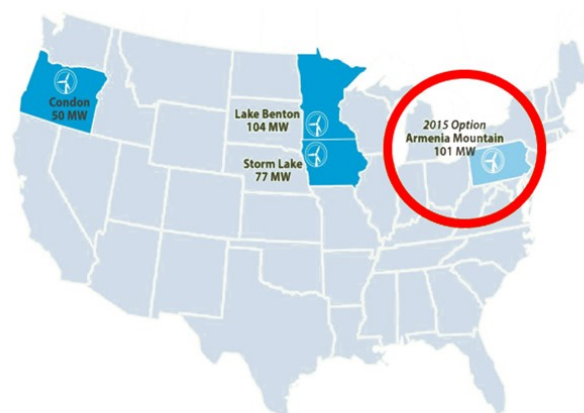 Condon
50 MW
Lake Benton
104 MW
Storm Lake
77 MW
2015 Option
Armenia Mountain
101 MW